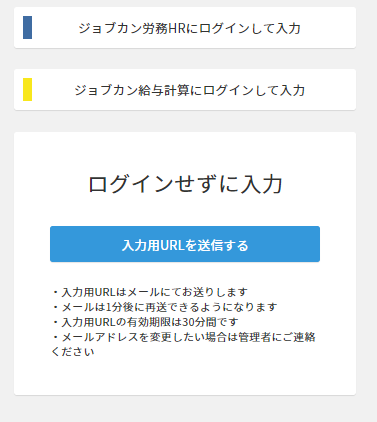 ジョブカン労務HRにログインして入力
ジョブカン給与計算にログインして入力
ログインせずに入力
入力用URLを送信する
・入力用URLはメールにてお送りします
・メールは1分後に再送できるようになります
・入力用URLの有効期限は30分間です
・メールアドレスを変更したい場合は管理者にご連絡
ください